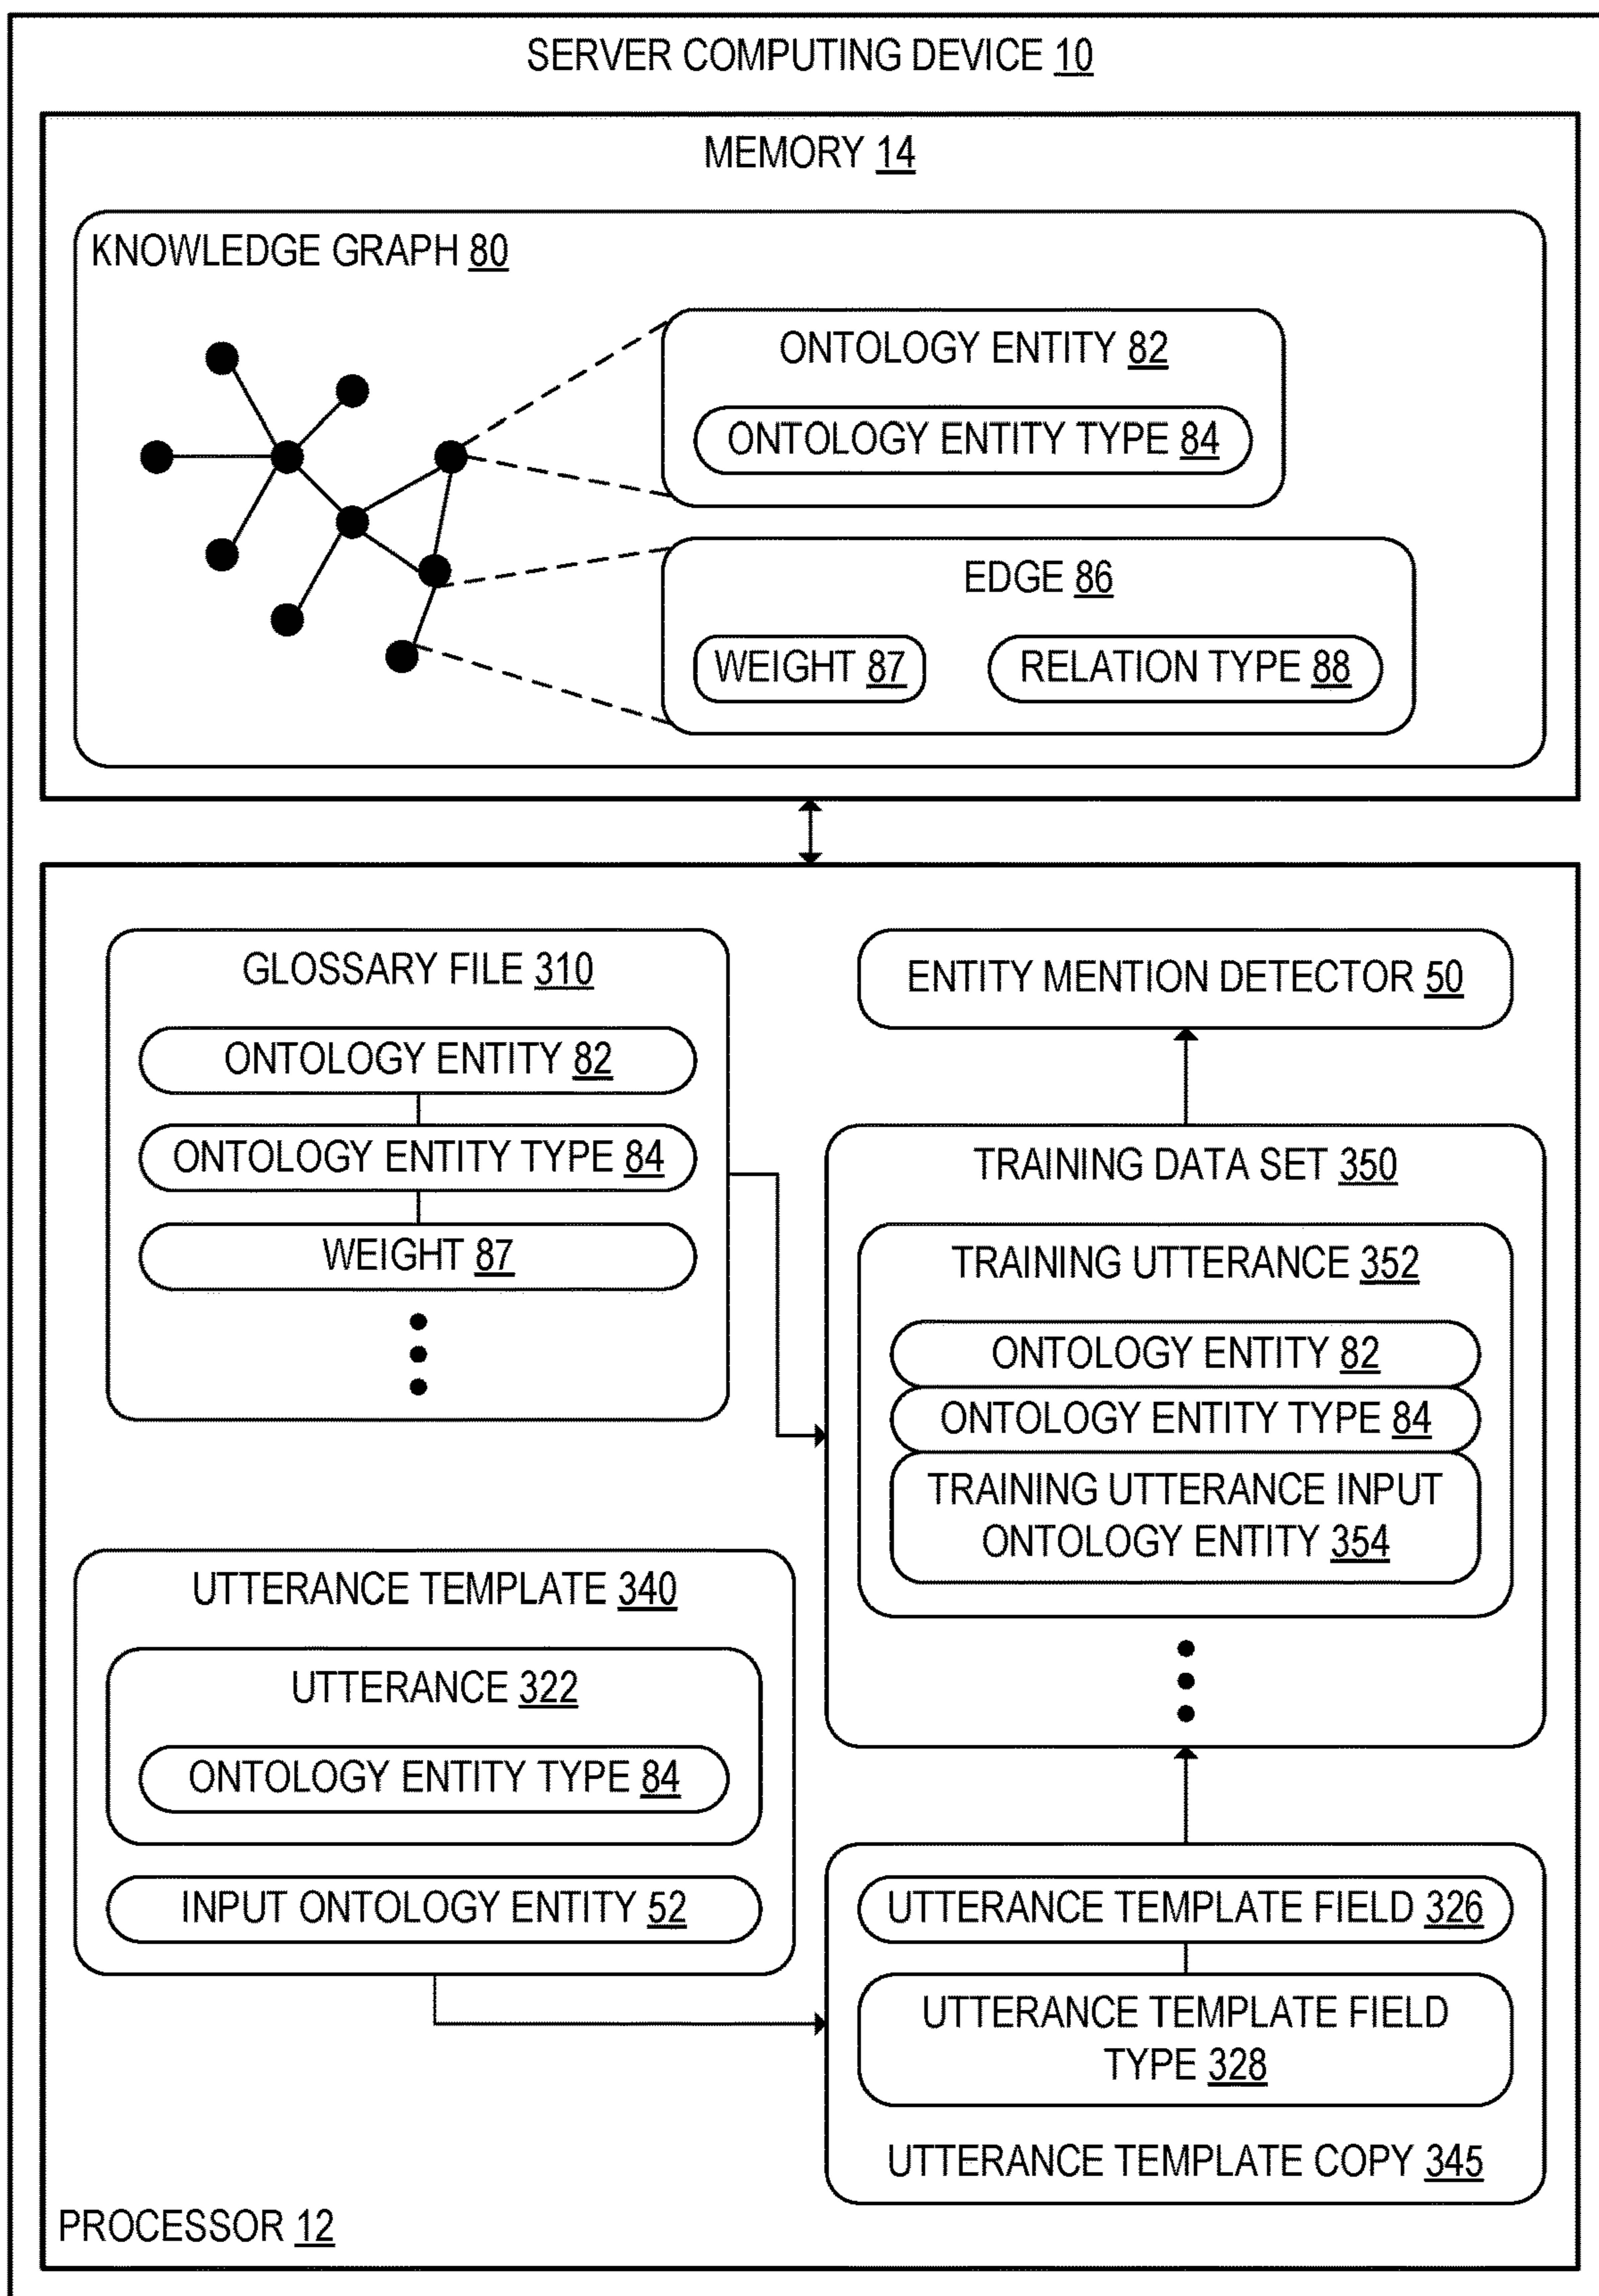 SERVER COMPUTING DEVICE 10
MEMORY 14
KNOWLEDGE GRAPH 80
ONTOLOGY ENTITY 82
ONTOLOGY ENTITY TYPE 84
EDGE 86
WEIGHT 87
RELATION TYPE 88
GLOSSARY FILE 310
ONTOLOGY ENTITY 82
ONTOLOGY ENTITY TYPE 84
WEIGHT 87
ENTITY MENTION DETECTOR 50
TRAINING DATA SET 350
TRAINING UTTERANCE 352
ONTOLOGY ENTITY 82
ONTOLOGY ENTITY TYPE 84
TRAINING UTTERANCE INPUT
ONTOLOGY ENTITY 354
UTTERANCE TEMPLATE 340
UTTERANCE 322
ONTOLOGY ENTITY TYPE 84
INPUT ONTOLOGY ENTITY 52
UTTERANCE TEMPLATE FIELD 326
UTTERANCE TEMPLATE FIELD
TYPE 328
UTTERANCE TEMPLATE COPY 345
PROCESSOR 12